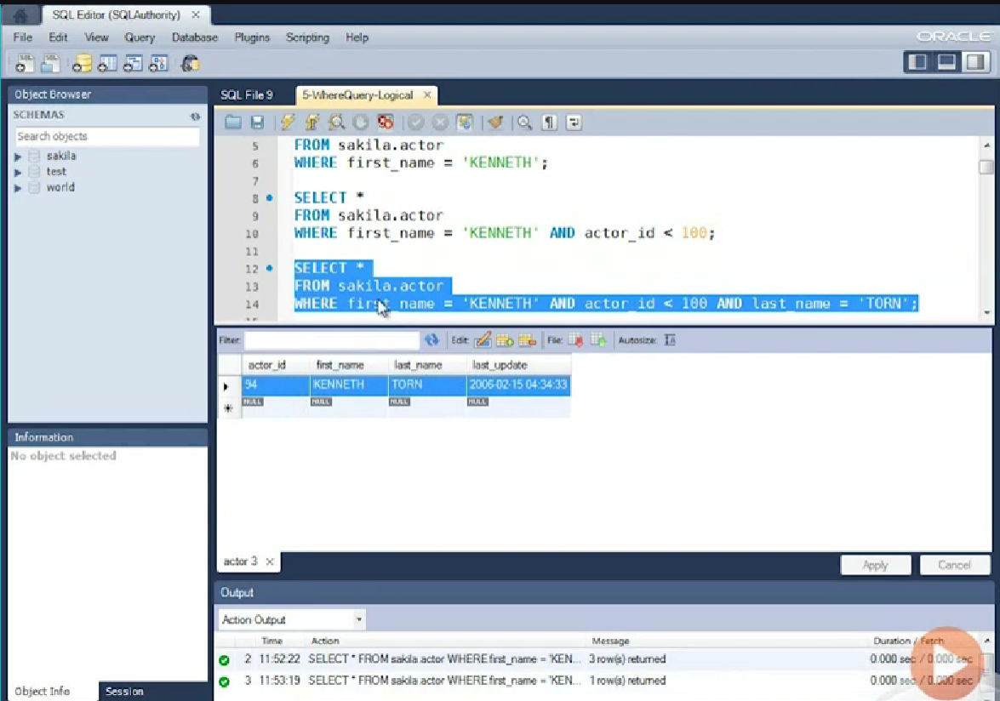 SQL Editor (SQLAuthority)
File Edit View Query Database Plugins Scripting Help
ORACLE
Object Browser
SCHEMAS
Search objects
sakila
test
world
Information
No object selected
Object Info Session
SQL File 9 5-WhereQuery-Logical
5 FROM sakila.actor
6 WHERE first_name = 'KENNETH';
7
8 SELECT *
9 FROM sakila.actor
10 WHERE first_name = 'KENNETH' AND actor_id < 100;
11
12 SELECT *
13 FROM sakila.actor
14 WHERE first_name = 'KENNETH' AND actor_id < 100 AND last_name = 'TORN';
Filter: Edit: File: Autosize:
actor_id first_name last_name last_update
94 KENNETH TORN 2006-02-15 04:34:33
NULL NULL NULL NULL
actor 3
Apply Cancel
Output
Action Output
Time Action Message Duration / Fetch
2 11:52:22 SELECT * FROM sakila.actor WHERE first_name = 'KEN... 3 row(s) returned 0.000 sec / 0.000 sec
3 11:53:19 SELECT * FROM sakila.actor WHERE first_name = 'KEN... 1 row(s) returned 0.000 sec / 0.000 sec